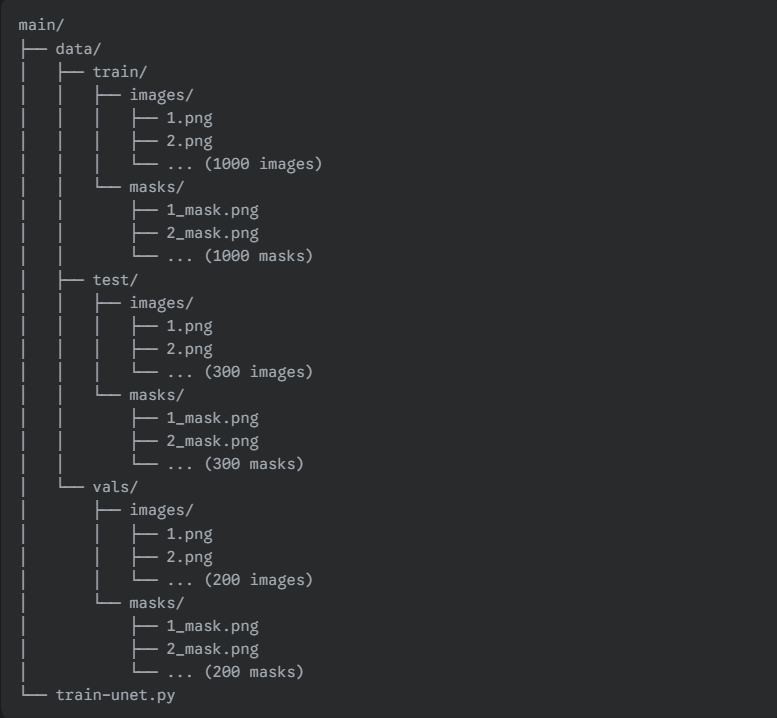 main/
├── data/
│   ├── train/
│   │   ├── images/
│   │   │   ├── 1.png
│   │   │   ├── 2.png
│   │   │   └── ... (1000 images)
│   │   └── masks/
│   │       ├── 1_mask.png
│   │       ├── 2_mask.png
│   │       └── ... (1000 masks)
│   ├── test/
│   │   ├── images/
│   │   │   ├── 1.png
│   │   │   ├── 2.png
│   │   │   └── ... (300 images)
│   │   └── masks/
│   │       ├── 1_mask.png
│   │       ├── 2_mask.png
│   │       └── ... (300 masks)
│   └── vals/
│       ├── images/
│       │   ├── 1.png
│       │   ├── 2.png
│       │   └── ... (200 images)
│       └── masks/
│           ├── 1_mask.png
│           ├── 2_mask.png
│           └── ... (200 masks)
└── train-unet.py